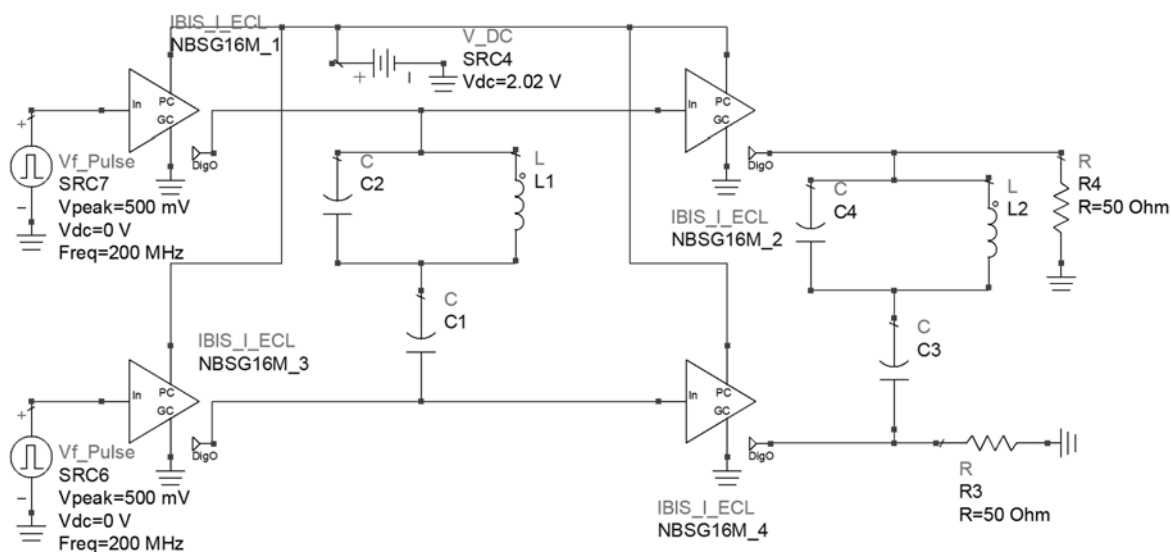 IBIS_I_ECL
NBSG16M_1
V_DC
SRC4
Vdc=2.02 V
+
I
In
PC
GC
DigO
+
Vf_Pulse
SRC7
Vpeak=500 mV
Vdc=0 V
Freq=200 MHz
−
C
C2
L
L1
In
PC
GC
DigO
IBIS_I_ECL
NBSG16M_2
C
C4
L
L2
R
R4
R=50 Ohm
C
C1
C
C3
IBIS_I_ECL
NBSG16M_3
In
PC
GC
DigO
+
Vf_Pulse
SRC6
Vpeak=500 mV
Vdc=0 V
Freq=200 MHz
−
In
PC
GC
DigO
IBIS_I_ECL
NBSG16M_4
R
R3
R=50 Ohm